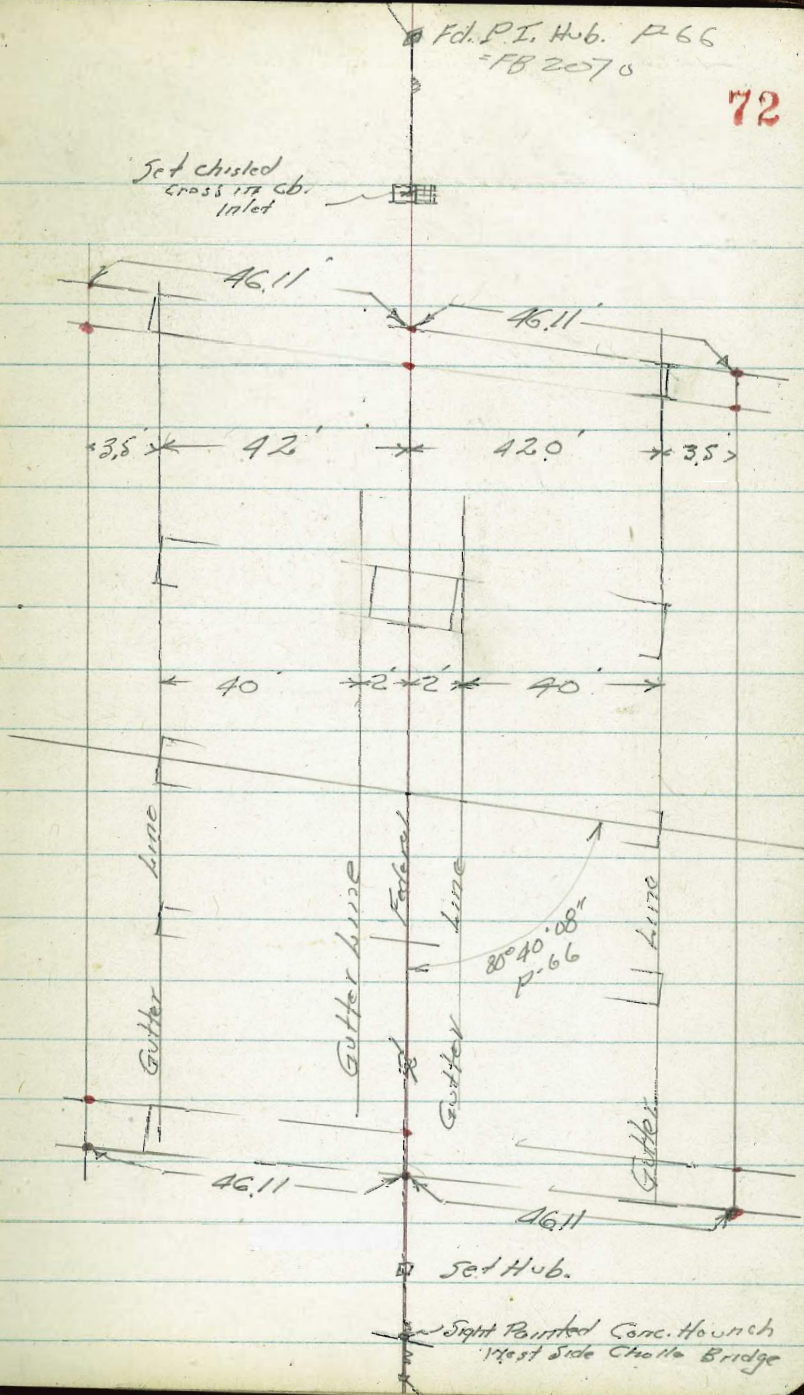 Fd. P.I. Hub. P-66
=FB 2070
72
Set chisled
Cross in Cb.
Inlet
46.11'
46.11'
3.5'
42'
42.0'
3.5'
40'
2'
2'
40'
Gutter Line
Gutter Line
Federal
Gutter Line
Gutter Line
80°40'00"
P-66
46.11
46.11
Set Hub.
Sight Painted Conc. Haunch
West Side Cholla Bridge